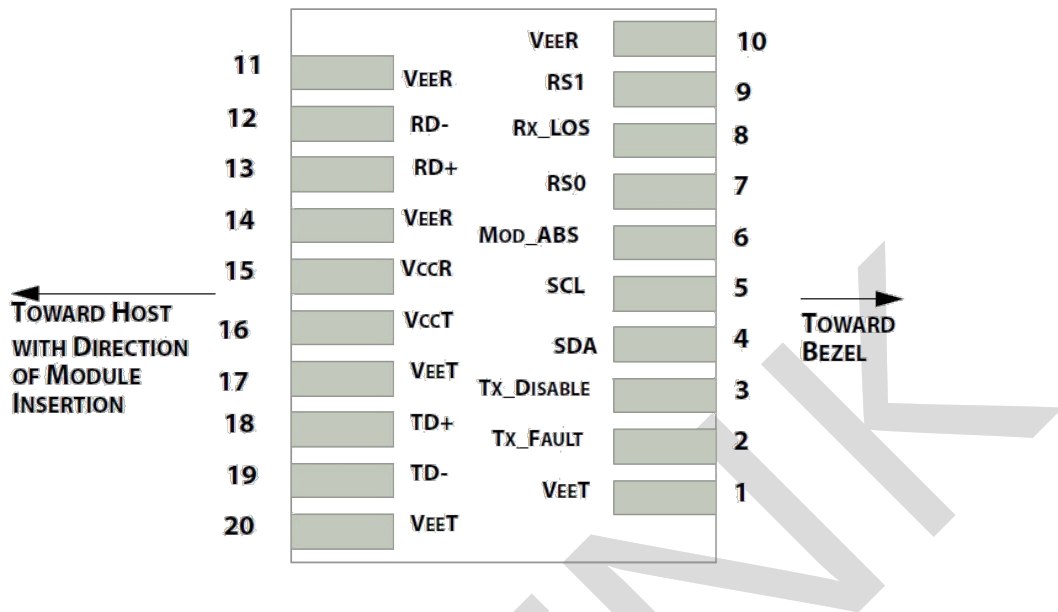 VEER 10
11 VEER
RS1 9
12 RD-
RX_LOS 8
13 RD+
RS0 7
14 VEER
MOD_ABS 6
15 VCCR
SCL 5
TOWARD HOST
WITH DIRECTION
OF MODULE
INSERTION
TOWARD
BEZEL
16 VCCT
SDA 4
17 VEET
TX_DISABLE 3
18 TD+
TX_FAULT 2
19 TD-
VEET 1
20 VEET